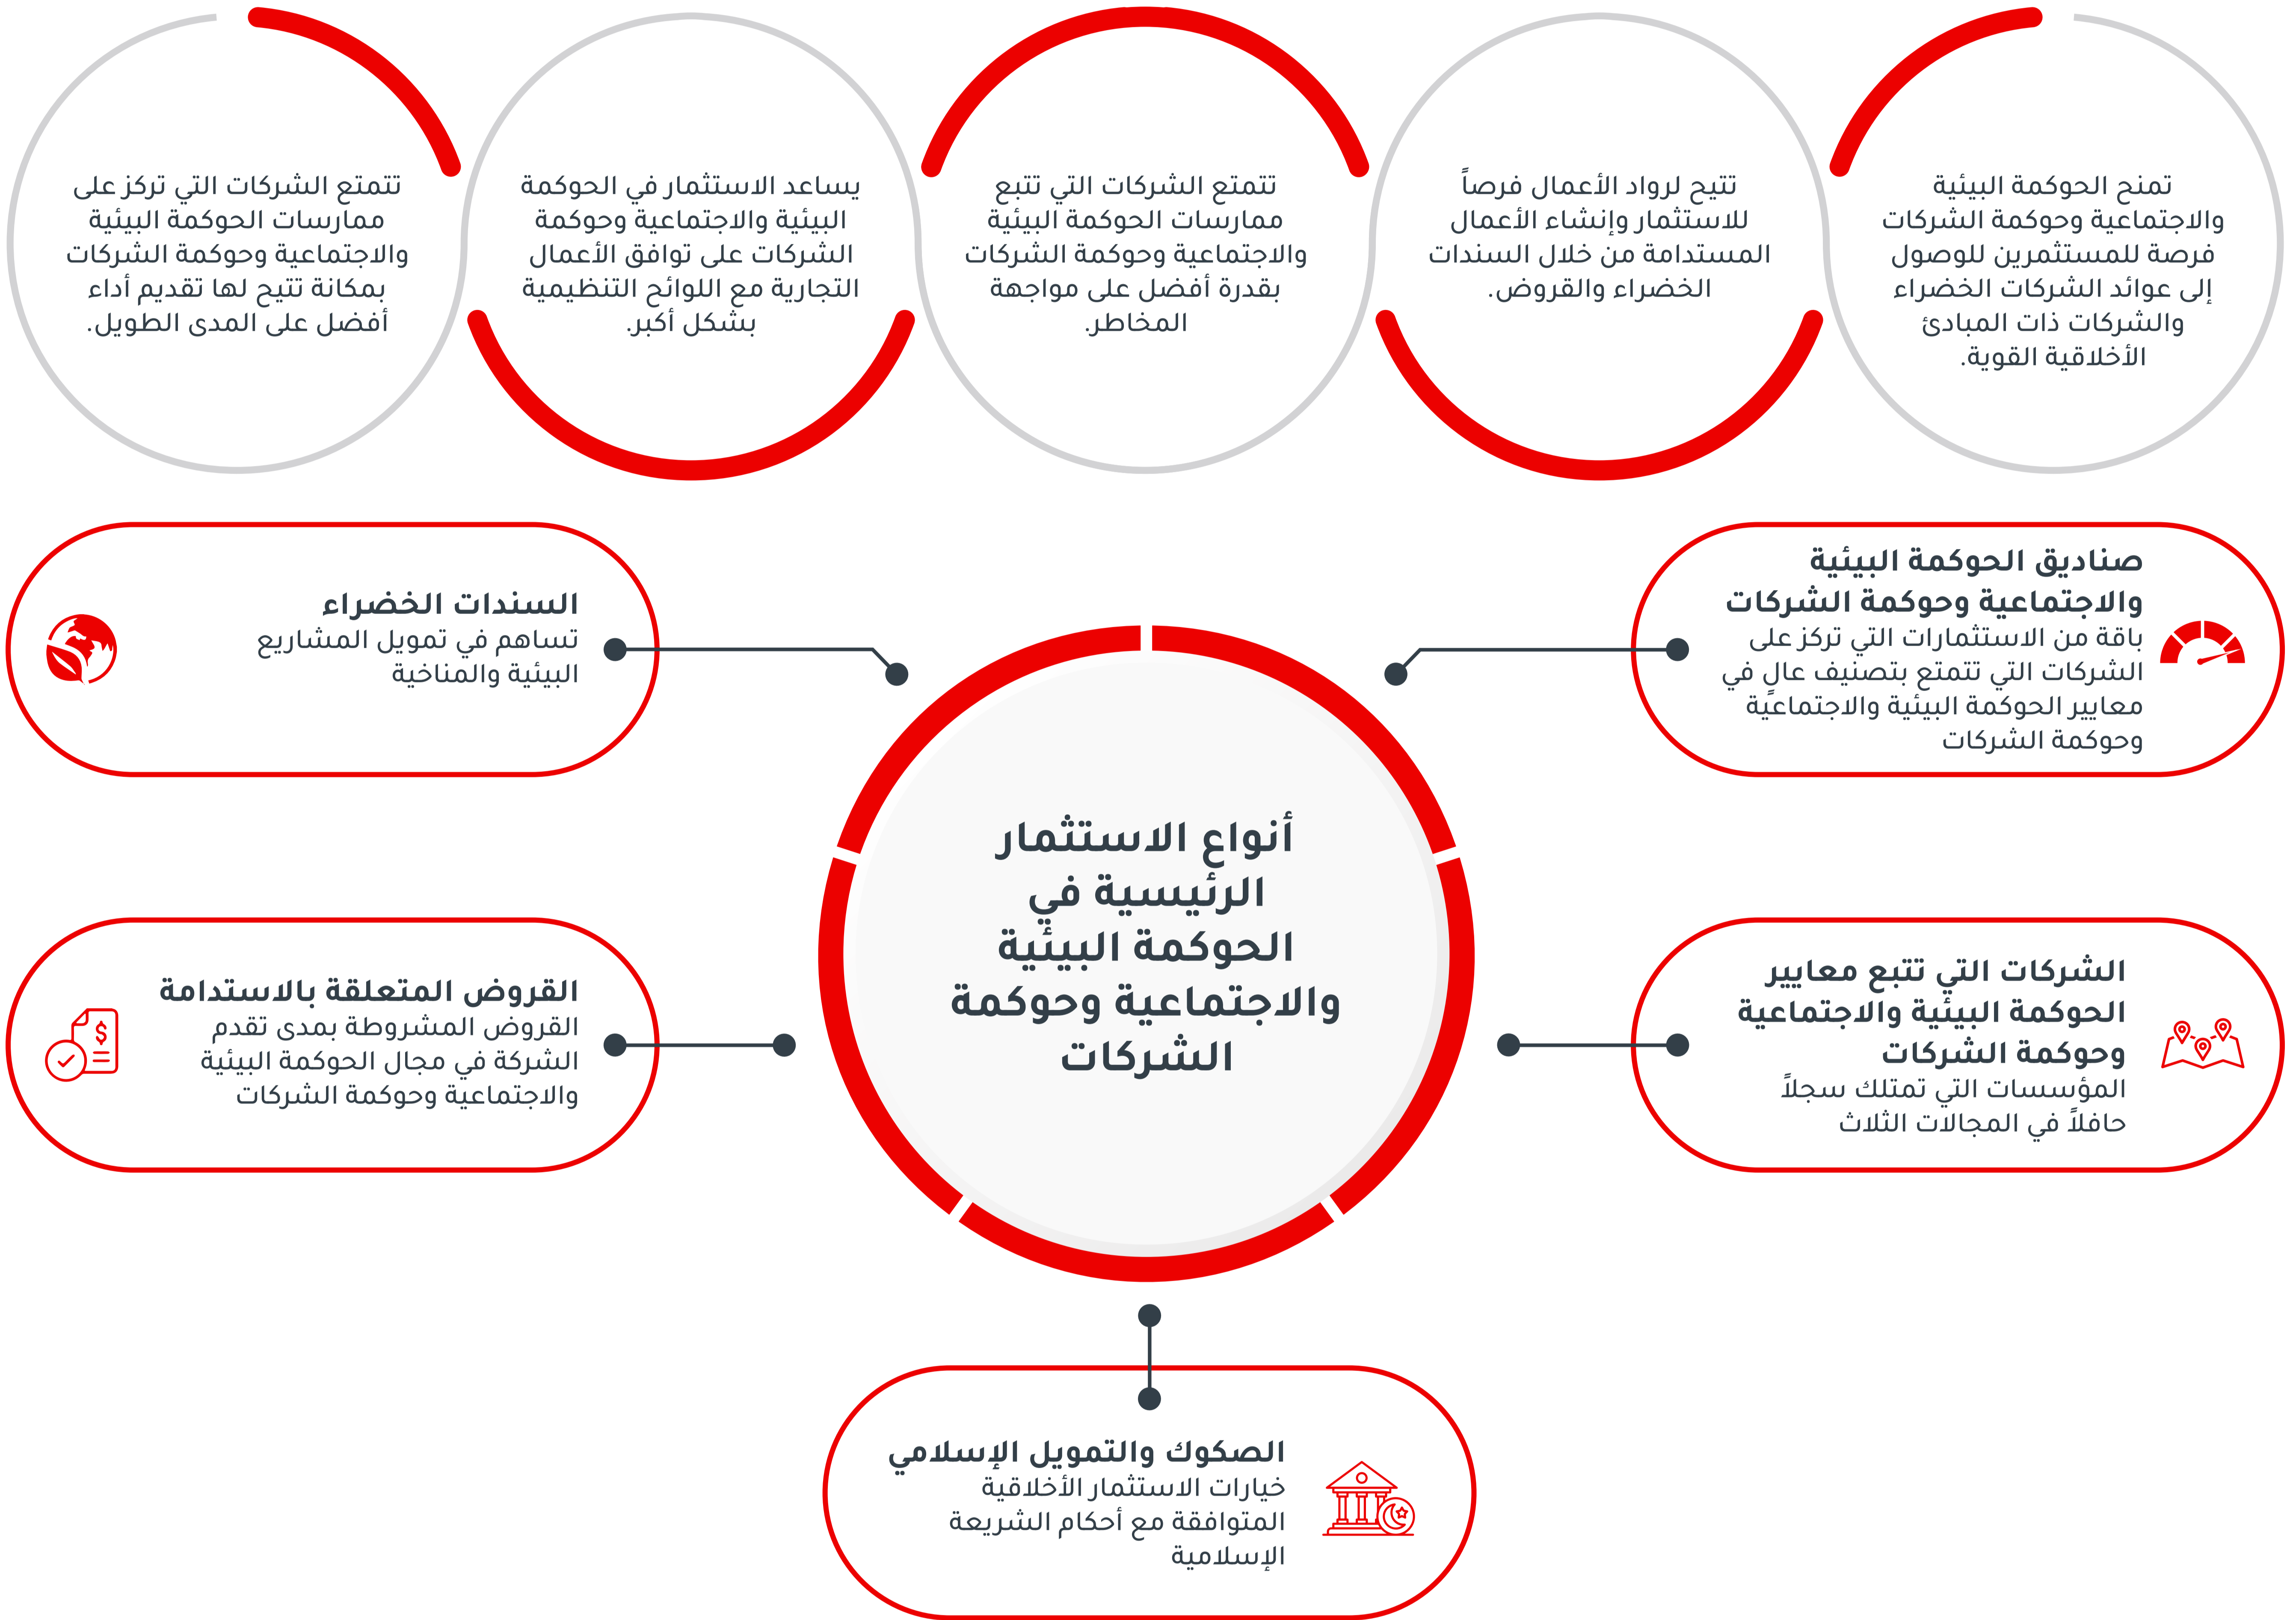 تمنح الحوكمة البيئية
والاجتماعية وحوكمة الشركات
فرصة للمستثمرين للوصول
إلى عوائد الشركات الخضراء
والشركات ذات المبادئ
الأخلاقية القوية.
تتيح لرواد الأعمال فرصاً
للاستثمار وإنشاء الأعمال
المستدامة من خلال السندات
الخضراء والقروض.
تتمتع الشركات التي تتبع
ممارسات الحوكمة البيئية
والاجتماعية وحوكمة الشركات
بقدرة أفضل على مواجهة
المخاطر.
يساعد الاستثمار في الحوكمة
البيئية والاجتماعية وحوكمة
الشركات على توافق الأعمال
التجارية مع اللوائح التنظيمية
بشكل أكبر.
تتمتع الشركات التي تركز على
ممارسات الحوكمة البيئية
والاجتماعية وحوكمة الشركات
بمكانة تتيح لها تقديم أداء
أفضل على المدى الطويل.
صناديق الحوكمة البيئية
والاجتماعية وحوكمة الشركات
باقة من الاستثمارات التي تركز على
الشركات التي تتمتع بتصنيف عالٍ في
معايير الحوكمة البيئية والاجتماعية
وحوكمة الشركات
السندات الخضراء
تساهم في تمويل المشاريع
البيئية والمناخية
أنواع الاستثمار
الرئيسية في
الحوكمة البيئية
والاجتماعية وحوكمة
الشركات
الشركات التي تتبع معايير
الحوكمة البيئية والاجتماعية
وحوكمة الشركات
المؤسسات التي تمتلك سجلاً
حافلاً في المجالات الثلاث
القروض المتعلقة بالاستدامة
القروض المشروطة بمدى تقدم
الشركة في مجال الحوكمة البيئية
والاجتماعية وحوكمة الشركات
$
الصكوك والتمويل الإسلامي
خيارات الاستثمار الأخلاقية
المتوافقة مع أحكام الشريعة
الإسلامية